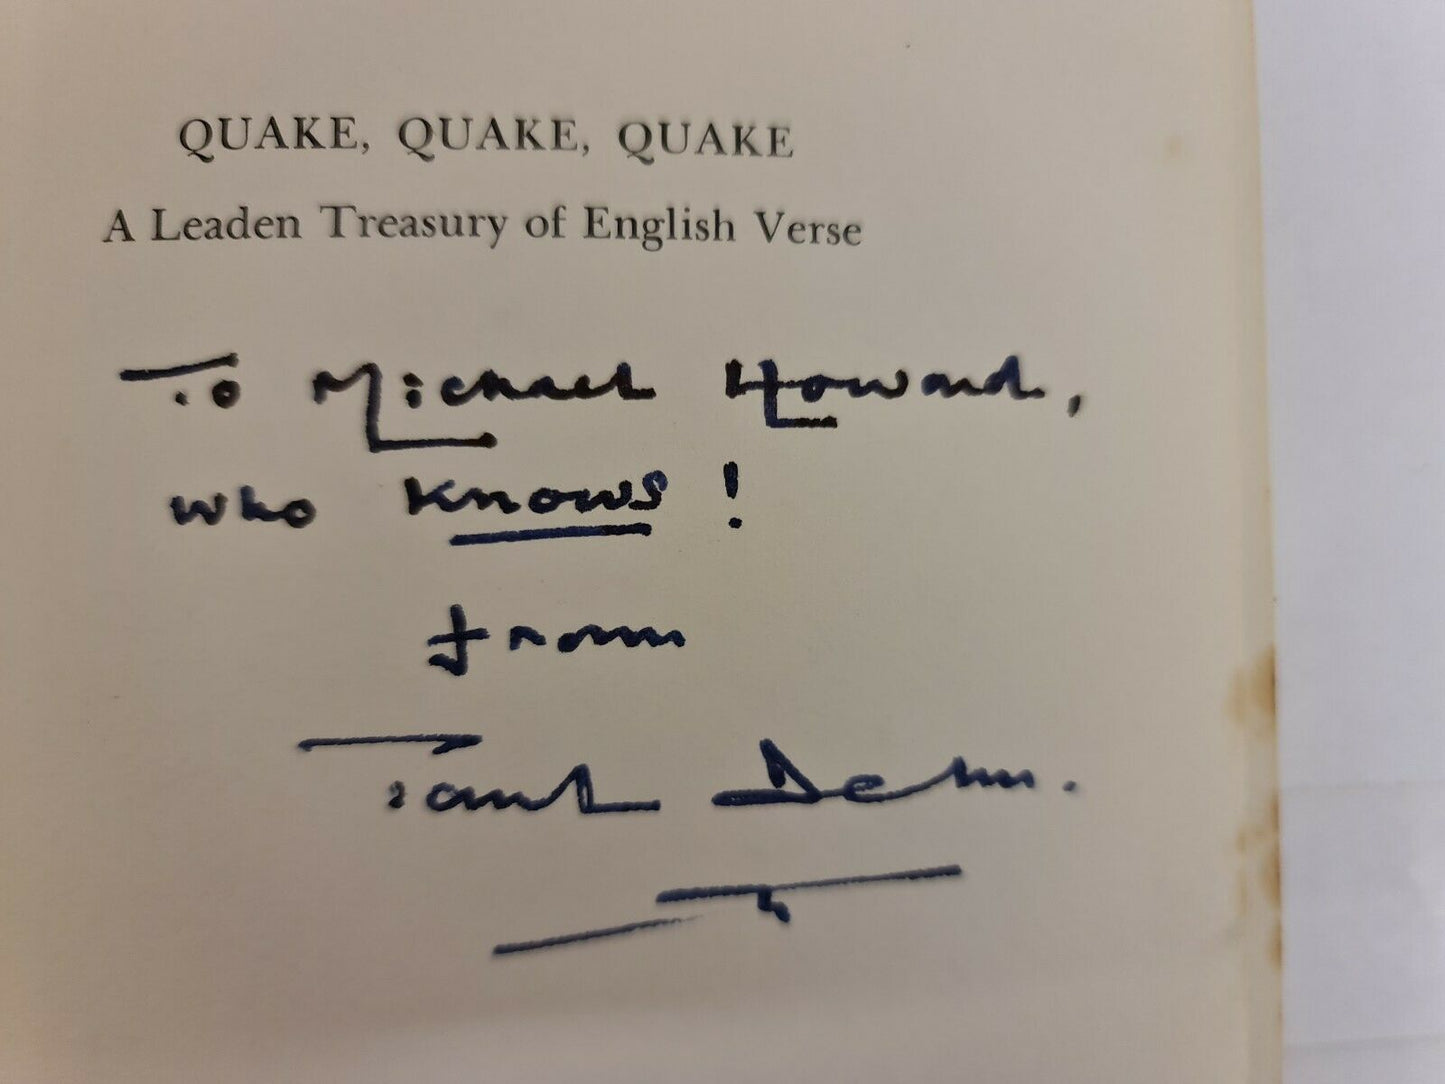 QUAKE, QUAKE, QUAKE
A Leaden Treasury of English Verse
To Michael Howard,
who knows!
from
Paul Dehn.